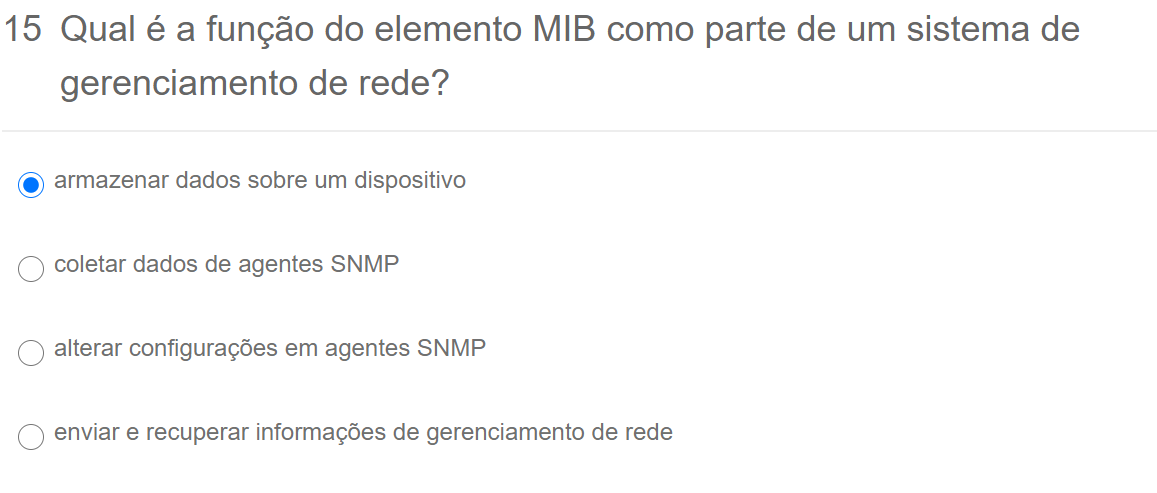 15 Qual é a função do elemento MIB como parte de um sistema de
gerenciamento de rede?
armazenar dados sobre um dispositivo
coletar dados de agentes SNMP
alterar configurações em agentes SNMP
enviar e recuperar informações de gerenciamento de rede